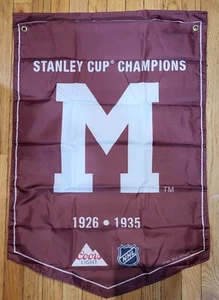 STANLEY CUP® CHAMPIONS
M
TM
1926 • 1935
Coors
LIGHT
NHL